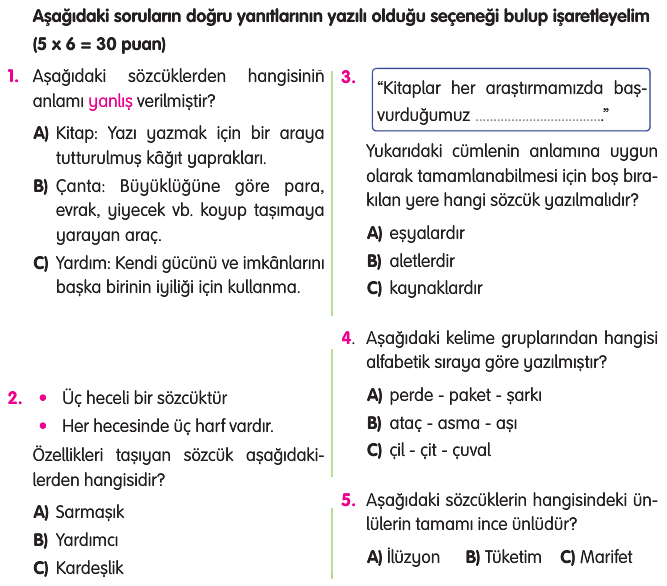 Aşağıdaki soruların doğru yanıtlarının yazılı olduğu seçeneği bulup işaretleyelim
(5 x 6 = 30 puan)
1. Aşağıdaki sözcüklerden hangisinin
anlamı yanlış verilmiştir?
A) Kitap: Yazı yazmak için bir araya
tutturulmuş kâğıt yaprakları.
B) Çanta: Büyüklüğüne göre para,
evrak, yiyecek vb. koyup taşımaya
yarayan araç.
C) Yardım: Kendi gücünü ve imkânlarını
başka birinin iyiliği için kullanma.
2. • Üç heceli bir sözcüktür
• Her hecesinde üç harf vardır.
Özellikleri taşıyan sözcük aşağıdaki-
lerden hangisidir?
A) Sarmaşık
B) Yardımcı
C) Kardeşlik
3. “Kitaplar her araştırmamızda baş-
vurduğumuz ......................................”
Yukarıdaki cümlenin anlamına uygun
olarak tamamlanabilmesi için boş bıra-
kılan yere hangi sözcük yazılmalıdır?
A) eşyalardır
B) aletlerdir
C) kaynaklardır
4. Aşağıdaki kelime gruplarından hangisi
alfabetik sıraya göre yazılmıştır?
A) perde - paket - şarkı
B) ataç - asma - aşı
C) çil - çit - çuval
5. Aşağıdaki sözcüklerin hangisindeki ün-
lülerin tamamı ince ünlüdür?
A) İlüzyon B) Tüketim C) Marifet